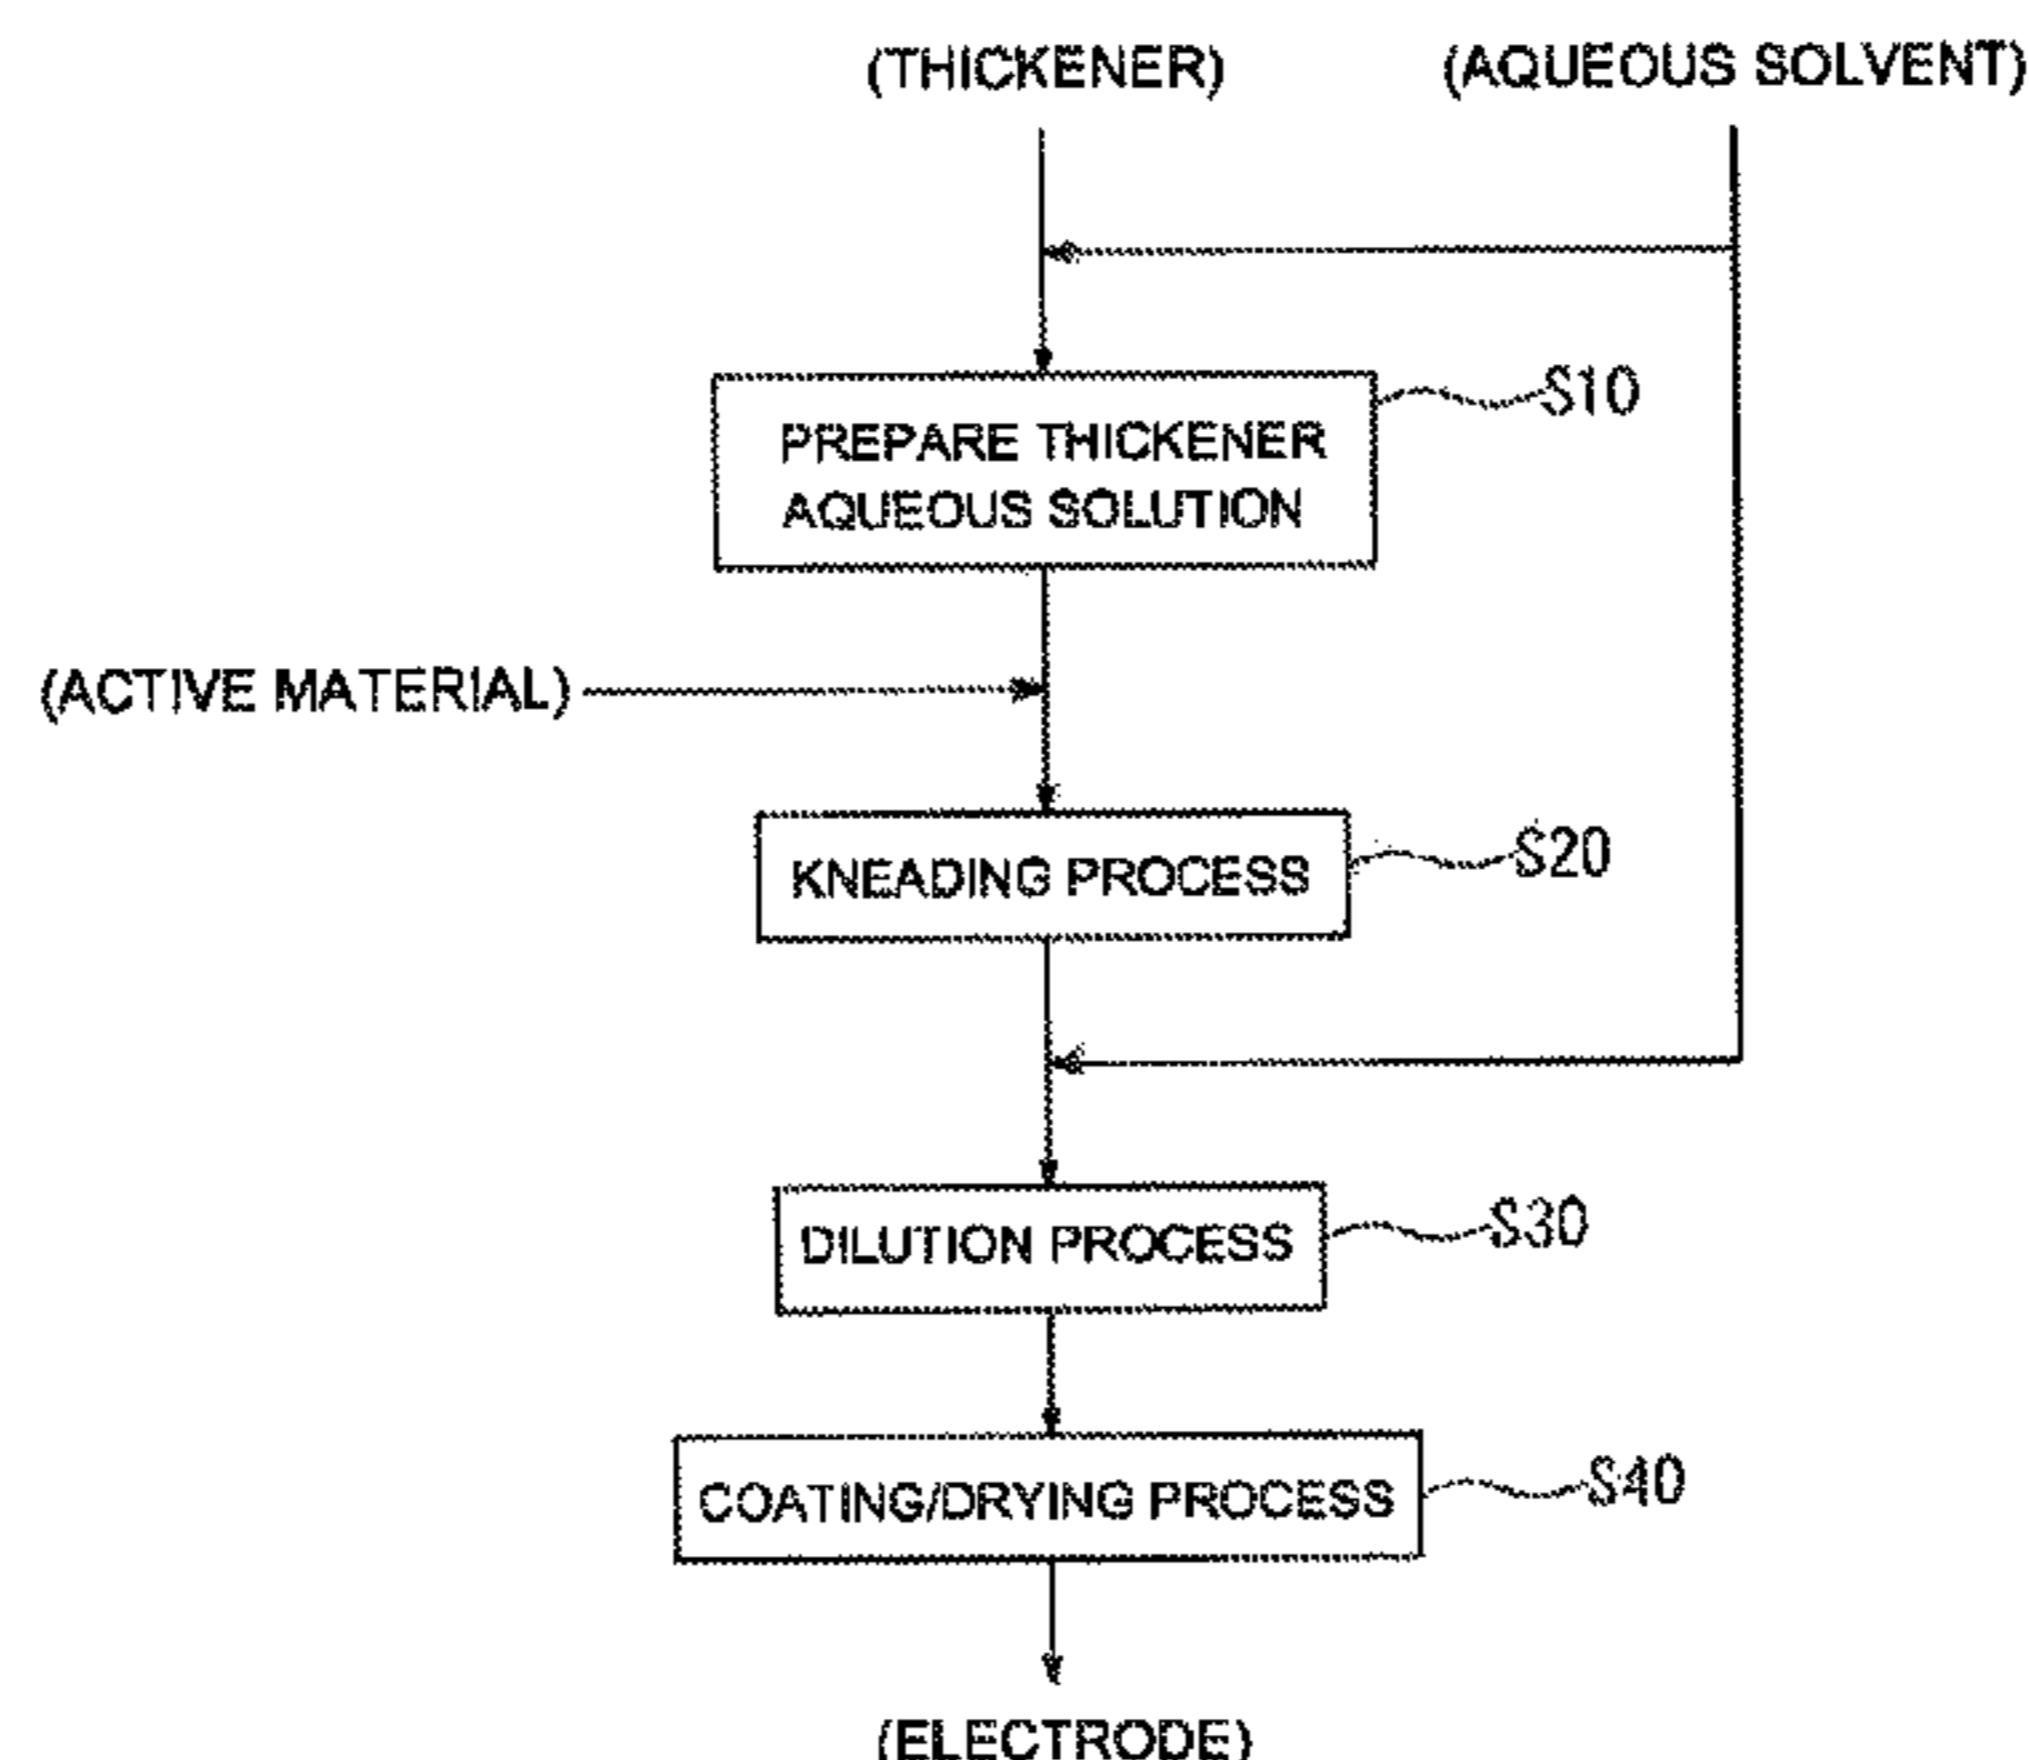 (THICKENER)
(AQUEOUS SOLVENT)
S10
PREPARE THICKENER
AQUEOUS SOLUTION
(ACTIVE MATERIAL)
KNEADING PROCESS
S20
DILUTION PROCESS
S30
COATING/DRYING PROCESS
S40
(ELECTRODE)